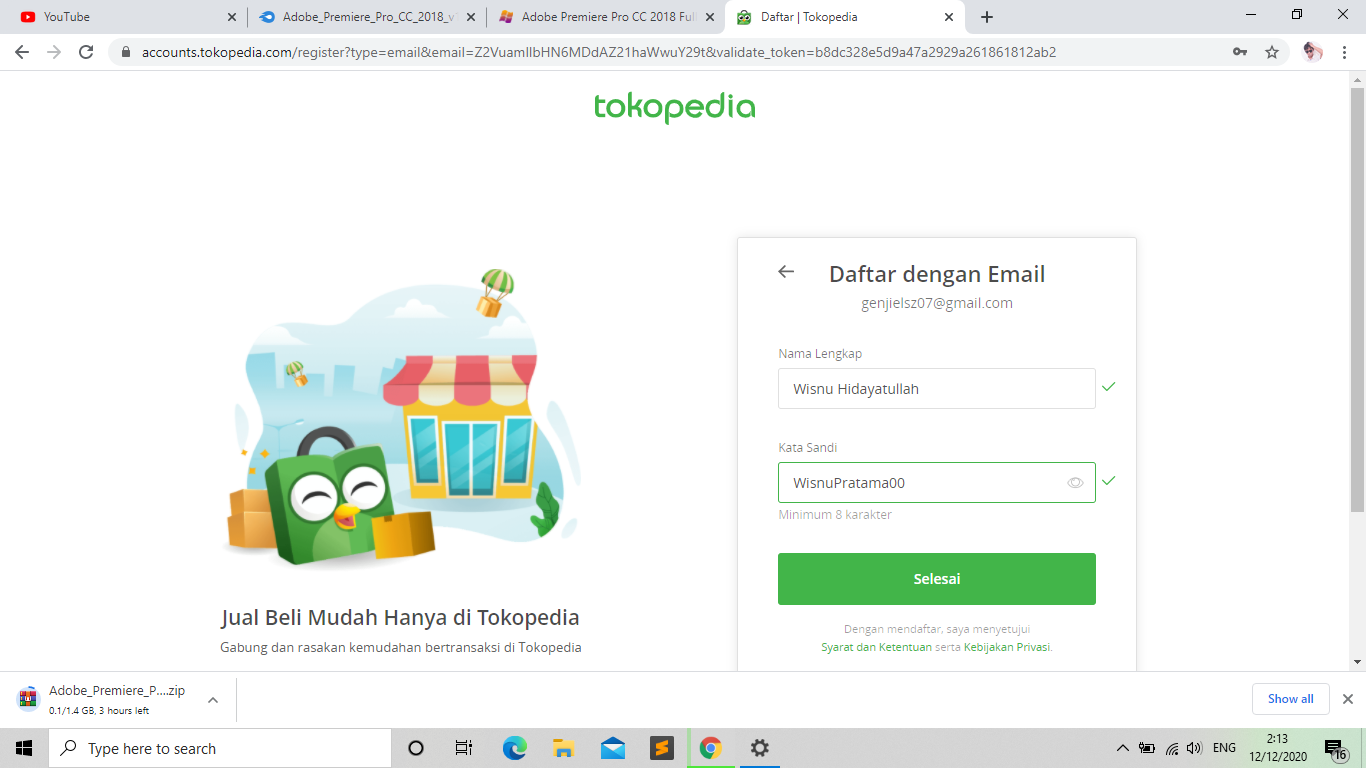 YouTube
Adobe_Premiere_Pro_CC_2018_v
Adobe Premiere Pro CC 2018 Full
Daftar | Tokopedia
accounts.tokopedia.com/register?type=email&email=Z2VuamllbHN6MDdAZ21haWwuY29t&validate_token=b8dc328e5d9a47a2929a261861812ab2
tokopedia
Daftar dengan Email
genjielsz07@gmail.com
Nama Lengkap
Wisnu Hidayatullah
Kata Sandi
WisnuPratama00
Minimum 8 karakter
Selesai
Dengan mendaftar, saya menyetujui
Syarat dan Ketentuan serta Kebijakan Privasi.
Jual Beli Mudah Hanya di Tokopedia
Gabung dan rasakan kemudahan bertransaksi di Tokopedia
Adobe_Premiere_P....zip
0.1/1.4 GB, 3 hours left
Show all
Type here to search
ENG
2:13
12/12/2020
16